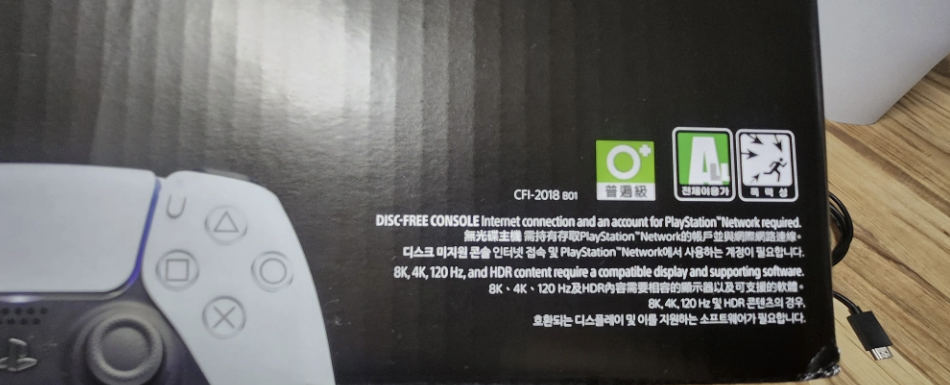 0+
普遍級
ALL
전체이용가
폭력성
CFI-2018 B01
DISC-FREE CONSOLE Internet connection and an account for PlayStation™Network required.
無光碟主機 需持有存取PlayStation™Network的帳戶並與網際網路連線。
디스크 미지원 콘솔 인터넷 접속 및 PlayStation™Network에서 사용하는 계정이 필요합니다.
8K, 4K, 120 Hz, and HDR content require a compatible display and supporting software.
8K、4K、120 Hz及HDR內容需要相容的顯示器以及可支援的軟體。
8K, 4K, 120 Hz 및 HDR 콘텐츠의 경우,
호환되는 디스플레이 및 이를 지원하는 소프트웨어가 필요합니다.